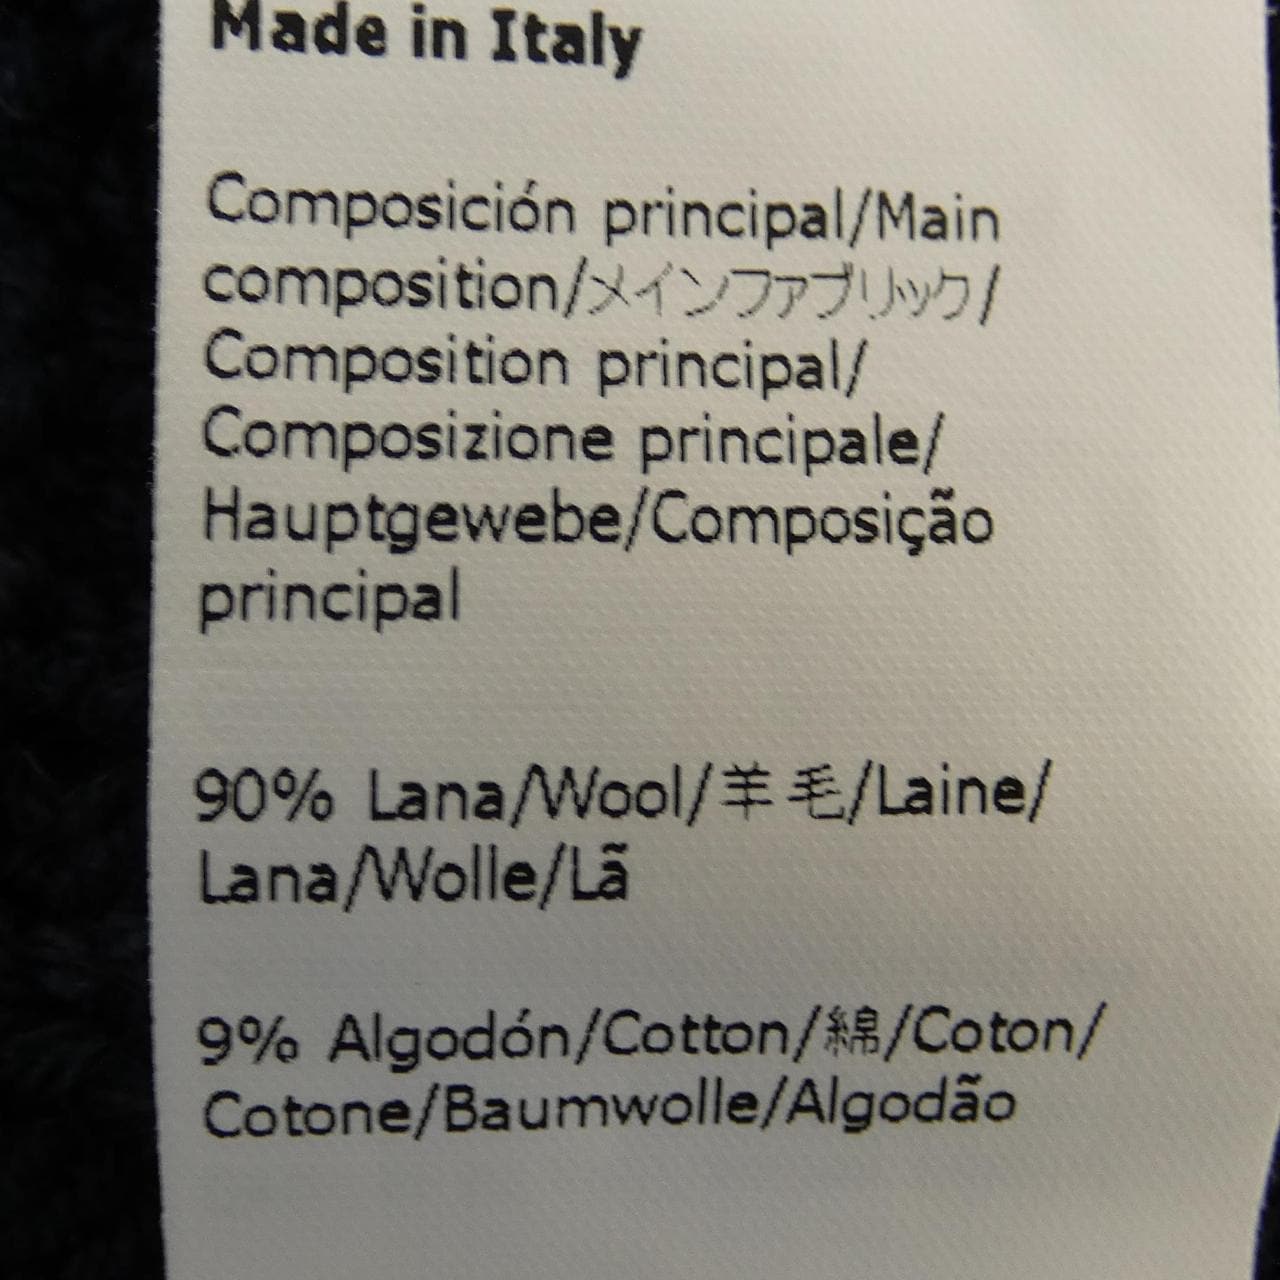 Made in Italy
Composición principal/Main
composition/メインファブリック/
Composition principal/
Composizione principale/
Hauptgewebe/Composição
principal
90% Lana/Wool/羊毛/Laine/
Lana/Wolle/Lã
9% Algodón/Cotton/綿/Coton/
Cotone/Baumwolle/Algodão